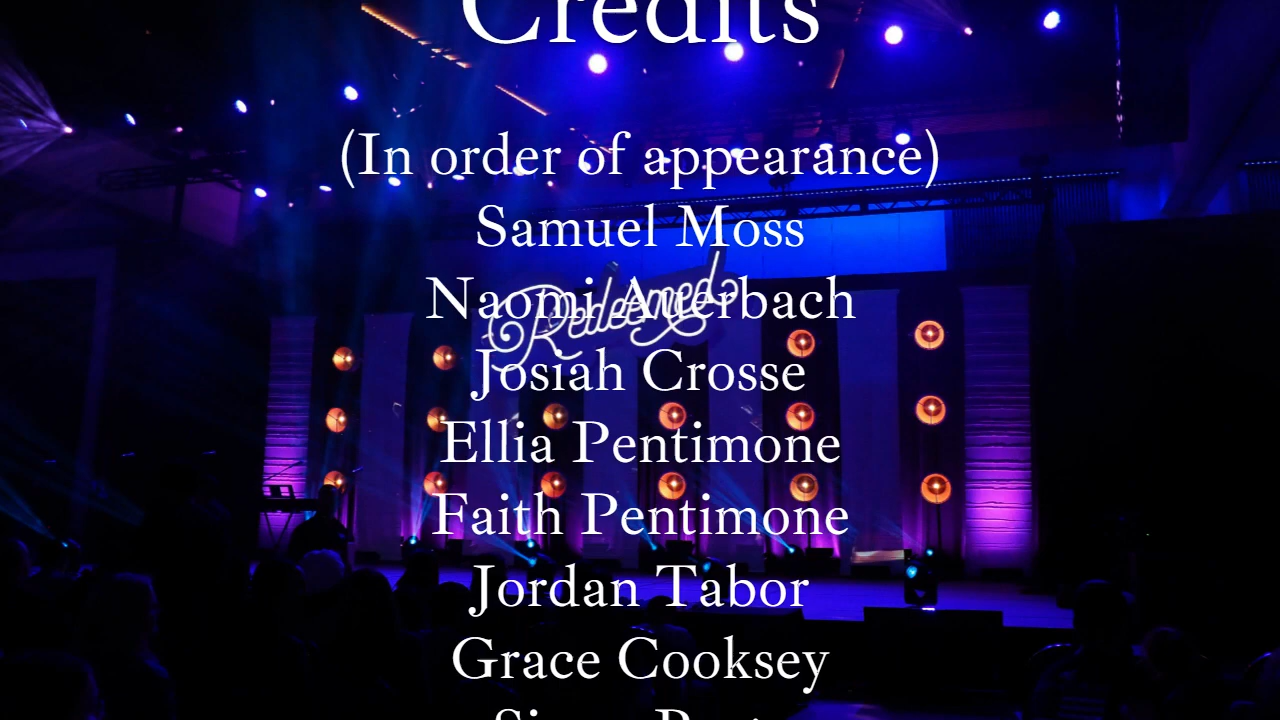 Credits
(In order of appearance)
Samuel Moss
Naomi Auerbach
Redeemed
Josiah Crosse
Ellia Pentimone
Faith Pentimone
Jordan Tabor
Grace Cooksey